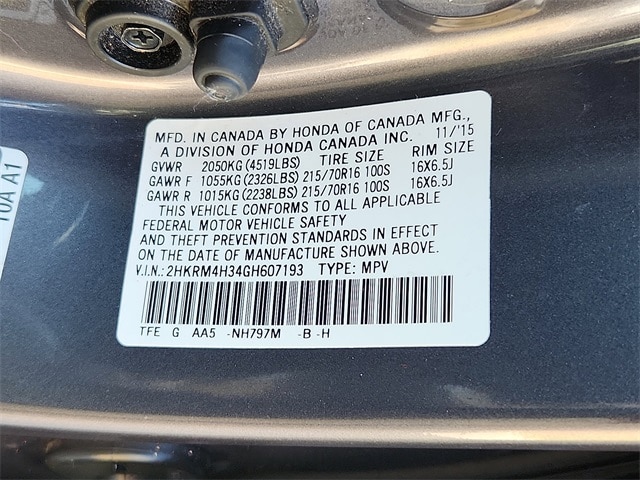 MFD. IN CANADA BY HONDA OF CANADA MFG.,
A DIVISION OF HONDA CANADA INC. 11/'15
GVWR 2050KG(4519LBS) TIRE SIZE RIM SIZE
GAWR F 1055KG(2326LBS) 215/70R16 100S 16X6.5J
GAWR R 1015KG(2238LBS) 215/70R16 100S 16X6.5J
THIS VEHICLE CONFORMS TO ALL APPLICABLE
FEDERAL MOTOR VEHICLE SAFETY
AND THEFT PREVENTION STANDARDS IN EFFECT
ON THE DATE OF MANUFACTURE SHOWN ABOVE.
V.I.N.: 2HKRM4H34GH607193 TYPE: MPV
TFE G AA5 -NH797M -B -H
10A A1